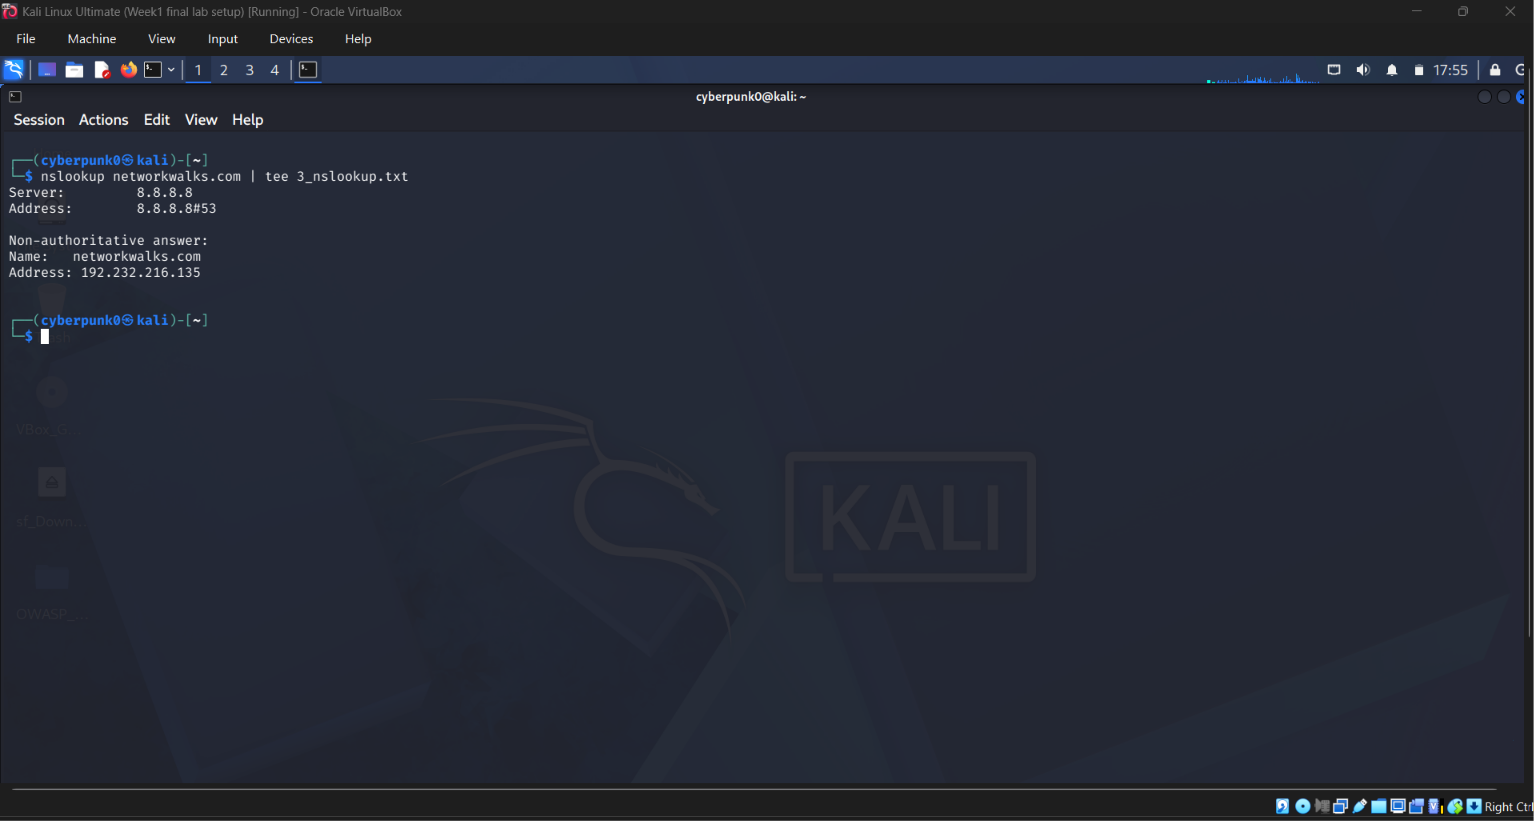 Kali Linux Ultimate (Week1 final lab setup) [Running] - Oracle VirtualBox
File Machine View Input Devices Help
1 2 3 4 17:55
cyberpunk0@kali: ~
Session Actions Edit View Help
┌──(cyberpunk0㉿kali)-[~]
└─$ nslookup networkwalks.com | tee 3_nslookup.txt
Server:         8.8.8.8
Address:        8.8.8.8#53
Non-authoritative answer:
Name:   networkwalks.com
Address: 192.232.216.135
┌──(cyberpunk0㉿kali)-[~]
└─$
VBox_G...
sf_Down...
OWASP_...
KALI
Right Ctrl